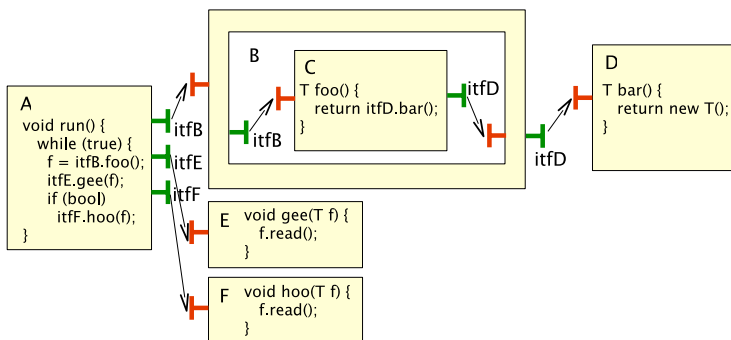 A
void run() {
while (true) {
f = itfB.foo();
itfE.gee(f);
if (bool)
itfF.hoo(f);
}
itfB
itfE
itfF
B
itfB
C
T foo() {
return itfD.bar();
}
itfD
itfD
D
T bar() {
return new T();
}
E
void gee(T f) {
f.read();
}
F
void hoo(T f) {
f.read();
}